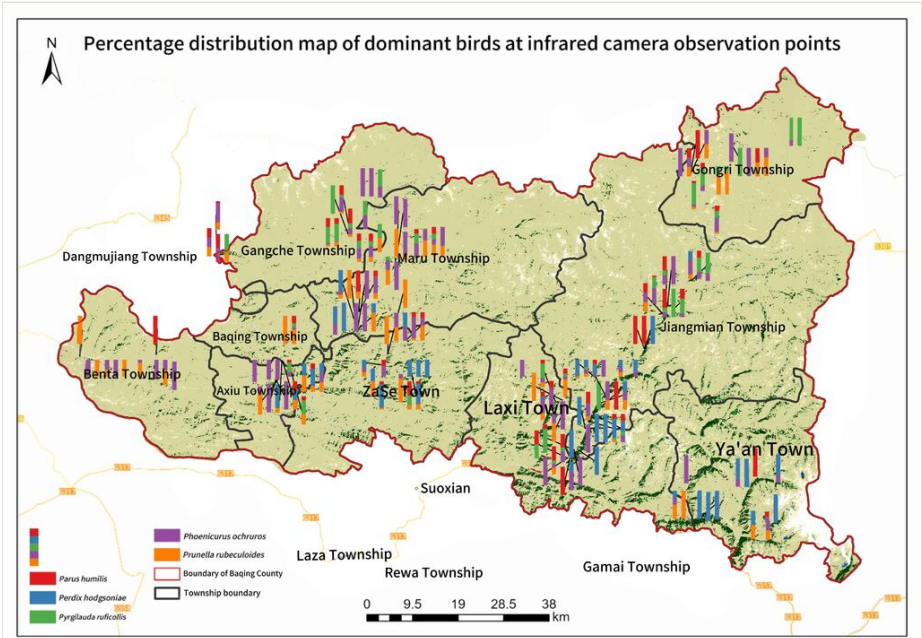 Percentage distribution map of dominant birds at infrared camera observation points
N
Gongri Township
Dangmujiang Township
Gangche Township
Maru Township
Jiangmian Township
Baqing Township
Benta Township
Axiu Township
ZaSe Town
Laxi Town
Ya'an Town
Suoxian
Laza Township
Rewa Township
Gamai Township
Parus humilis
Perdix hodgsoniae
Pyrgilauda ruficollis
Phoenicurus ochruros
Prunella rubeculoides
Boundary of Baqing County
Township boundary
0 5 9.5 19 28.5 38
km